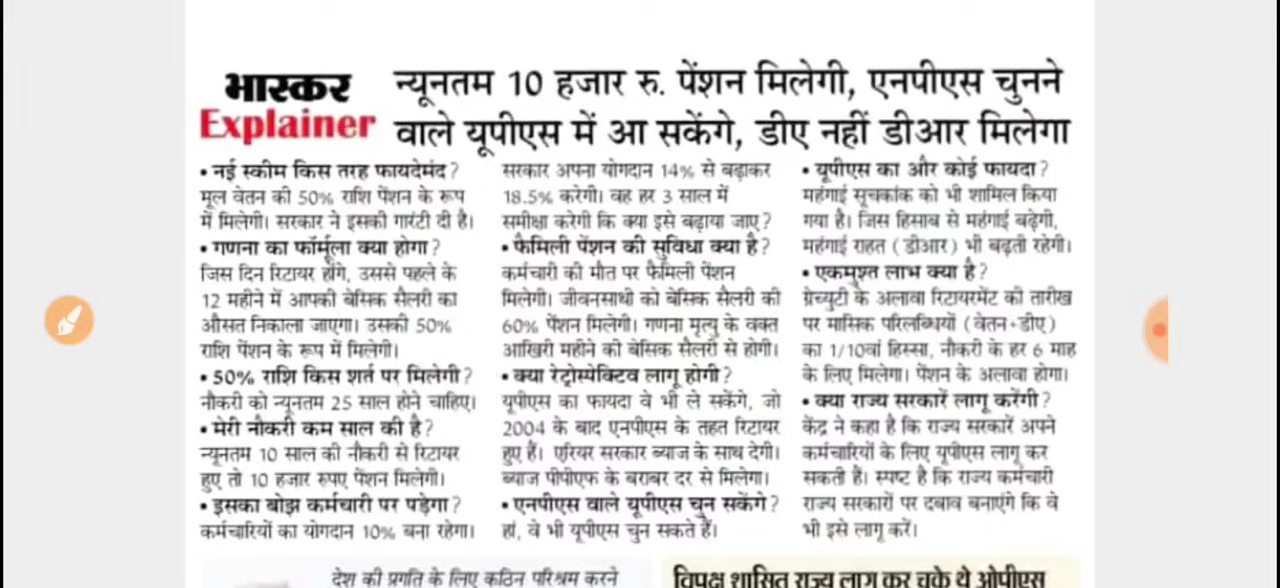 भास्कर
Explainer
न्यूनतम 10 हजार रु. पेंशन मिलेगी, एनपीएस चुनने
वाले यूपीएस में आ सकेंगे, डीए नहीं डीआर मिलेगा
• नई स्कीम किस तरह फायदेमंद?
मूल वेतन की 50% राशि पेंशन के रूप
में मिलेगी। सरकार ने इसकी गारंटी दी है।
• गणना का फॉर्मूला क्या होगा?
जिस दिन रिटायर होंगे, उससे पहले के
12 महीने में आपकी बेसिक सैलरी का
औसत निकाला जाएगा। उसकी 50%
राशि पेंशन के रूप में मिलेगी।
• 50% राशि किस शर्त पर मिलेगी?
नौकरी को न्यूनतम 25 साल होने चाहिए।
• मेरी नौकरी कम साल की है?
न्यूनतम 10 साल की नौकरी से रिटायर
हुए तो 10 हजार रुपए पेंशन मिलेगी।
• इसका बोझ कर्मचारी पर पड़ेगा?
कर्मचारियों का योगदान 10% बना रहेगा।
सरकार अपना योगदान 14% से बढ़ाकर
18.5% करेगी। वह हर 3 साल में
समीक्षा करेगी कि क्या इसे बढ़ाया जाए?
• फैमिली पेंशन की सुविधा क्या है?
कर्मचारी की मौत पर फैमिली पेंशन
मिलेगी। जीवनसाथी को बेसिक सैलरी की
60% पेंशन मिलेगी। गणना मृत्यु के वक्त
आखिरी महीने की बेसिक सैलरी से होगी।
• क्या रेट्रोस्पेक्टिव लागू होगी?
यूपीएस का फायदा वे भी ले सकेंगे, जो
2004 के बाद एनपीएस के तहत रिटायर
हुए हैं। एरियर सरकार ब्याज के साथ देगी।
ब्याज पीपीएफ के बराबर दर से मिलेगा।
• एनपीएस वाले यूपीएस चुन सकेंगे?
हां, वे भी यूपीएस चुन सकते हैं।
• यूपीएस का और कोई फायदा?
महंगाई सूचकांक को भी शामिल किया
गया है। जिस हिसाब से महंगाई बढ़ेगी,
महंगाई राहत (डीआर) भी बढ़ती रहेगी।
• एकमुश्त लाभ क्या है?
ग्रेच्युटी के अलावा रिटायरमेंट की तारीख
पर मासिक परिलब्धियों (वेतन+डीए)
का 1/10वां हिस्सा, नौकरी के हर 6 माह
के लिए मिलेगा। पेंशन के अलावा होगा।
• क्या राज्य सरकारें लागू करेंगी?
केंद्र ने कहा है कि राज्य सरकारें अपने
कर्मचारियों के लिए यूपीएस लागू कर
सकती हैं। स्पष्ट है कि राज्य कर्मचारी
राज्य सरकारों पर दबाव बनाएंगे कि वे
भी इसे लागू करें।
देश की प्रगति के लिए कठिन परिश्रम करने
विपक्ष शासित राज्य लागू कर चुके थे ओपीएस